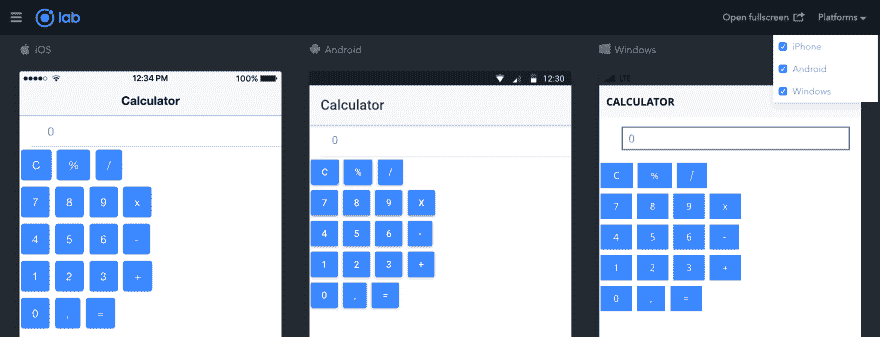 lab
Open fullscreen
Platforms
iPhone
Android
Windows
iOS
12:34 PM
100%
Calculator
0
C % /
7 8 9 x
4 5 6 -
1 2 3 +
0 , =
Android
12:30
Calculator
0
C % /
7 8 9 X
4 5 6 -
1 2 3 +
0 , =
Windows
LTE
CALCULATOR
0
C % /
7 8 9 x
4 5 6 -
1 2 3 +
0 , =